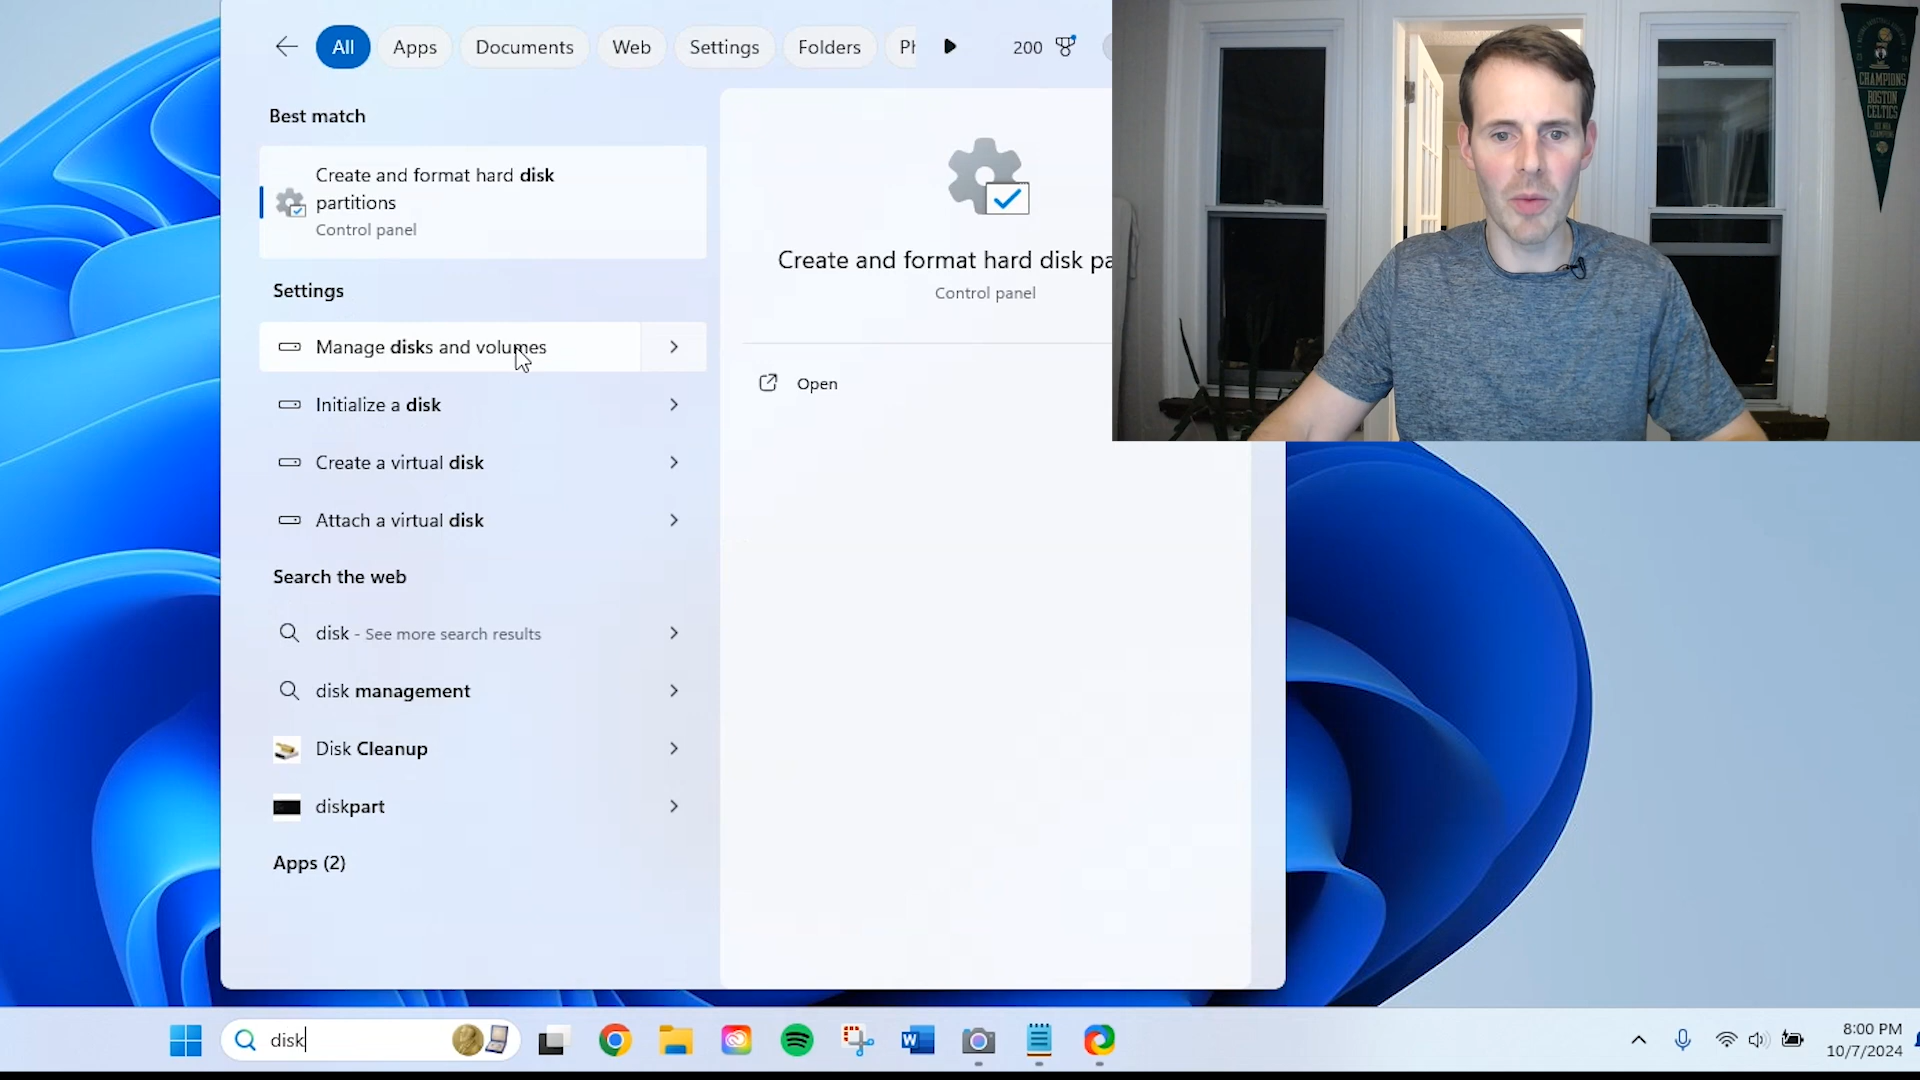 All
Apps
Documents
Web
Settings
Folders
200
Best match
Create and format hard disk
partitions
Control panel
Settings
Manage disks and volumes
Initialize a disk
Create a virtual disk
Attach a virtual disk
Search the web
disk - See more search results
disk management
Disk Cleanup
diskpart
Apps (2)
Create and format hard disk pa
Control panel
Open
CHAMPIONS
BOSTON
CELTICS
disk
8:00 PM
10/7/2024